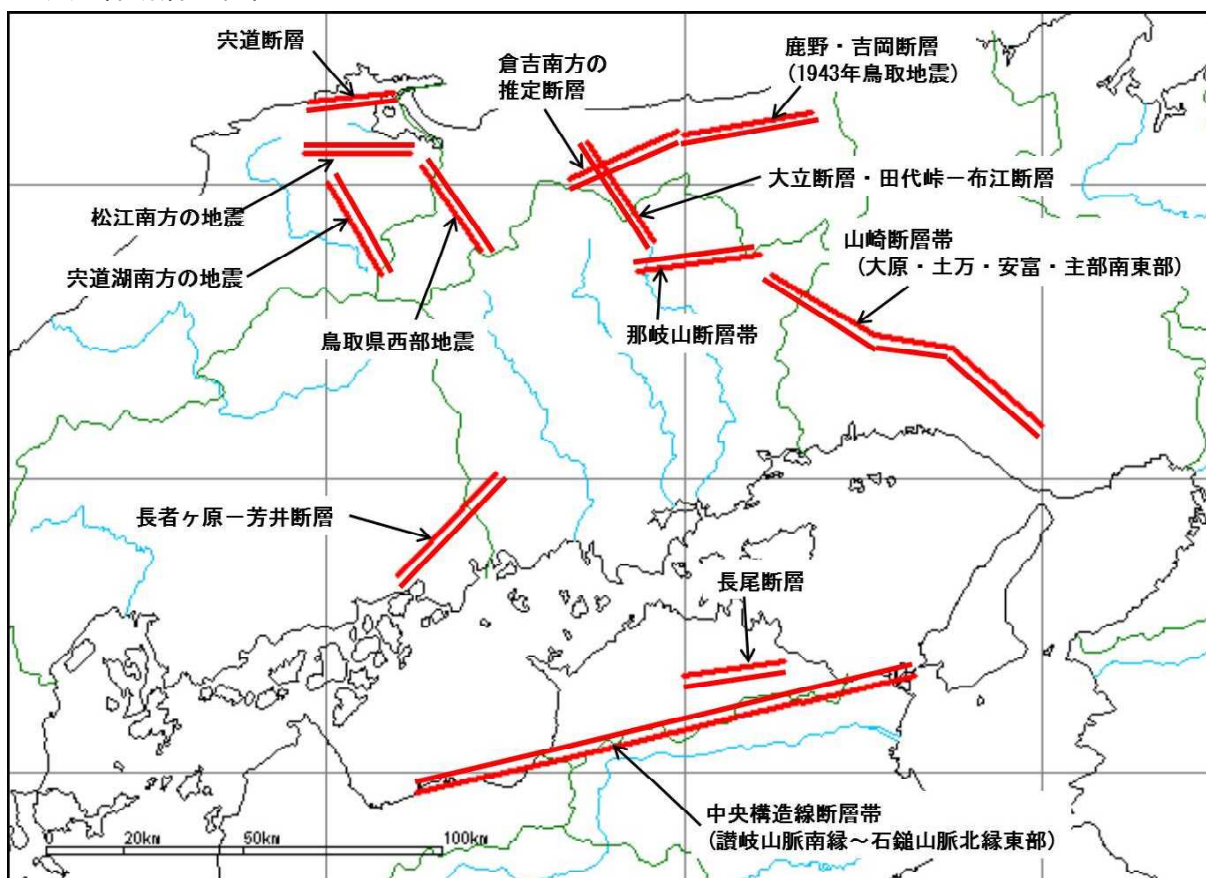 宍道断層
倉吉南方の
推定断層
鹿野・吉岡断層
(1943年鳥取地震)
大立断層・田代峠－布江断層
松江南方の地震
山崎断層帯
(大原・土万・安富・主部南東部)
宍道湖南方の地震
鳥取県西部地震
那岐山断層帯
長者ヶ原－芳井断層
長尾断層
中央構造線断層帯
(讃岐山脈南縁～石鎚山脈北縁東部)
0 20km 50km 100km